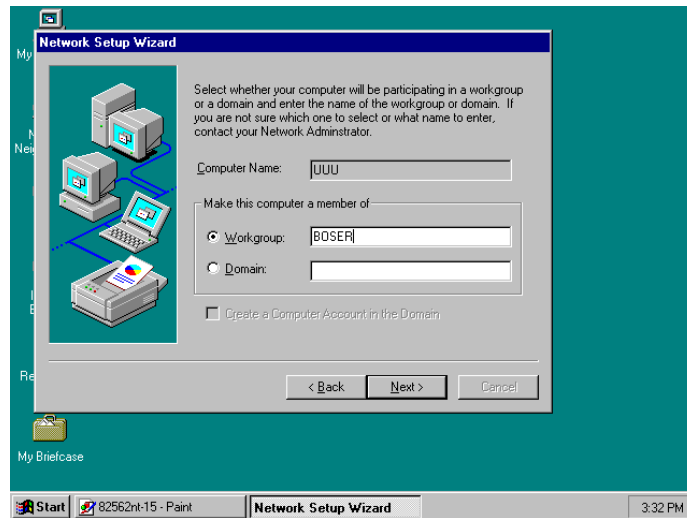 My
Network Setup Wizard
Select whether your computer will be participating in a workgroup
or a domain and enter the name of the workgroup or domain. If
you are not sure which one to select or what name to enter,
contact your Network Adminstrator.
N
Nei
Computer Name:
UUU
Make this computer a member of
Workgroup:
BOSER
Domain:
I
E
Create a Computer Account in the Domain
Re
< Back
Next >
Cancel
My Briefcase
Start
82562nt-15 - Paint
Network Setup Wizard
3:32 PM